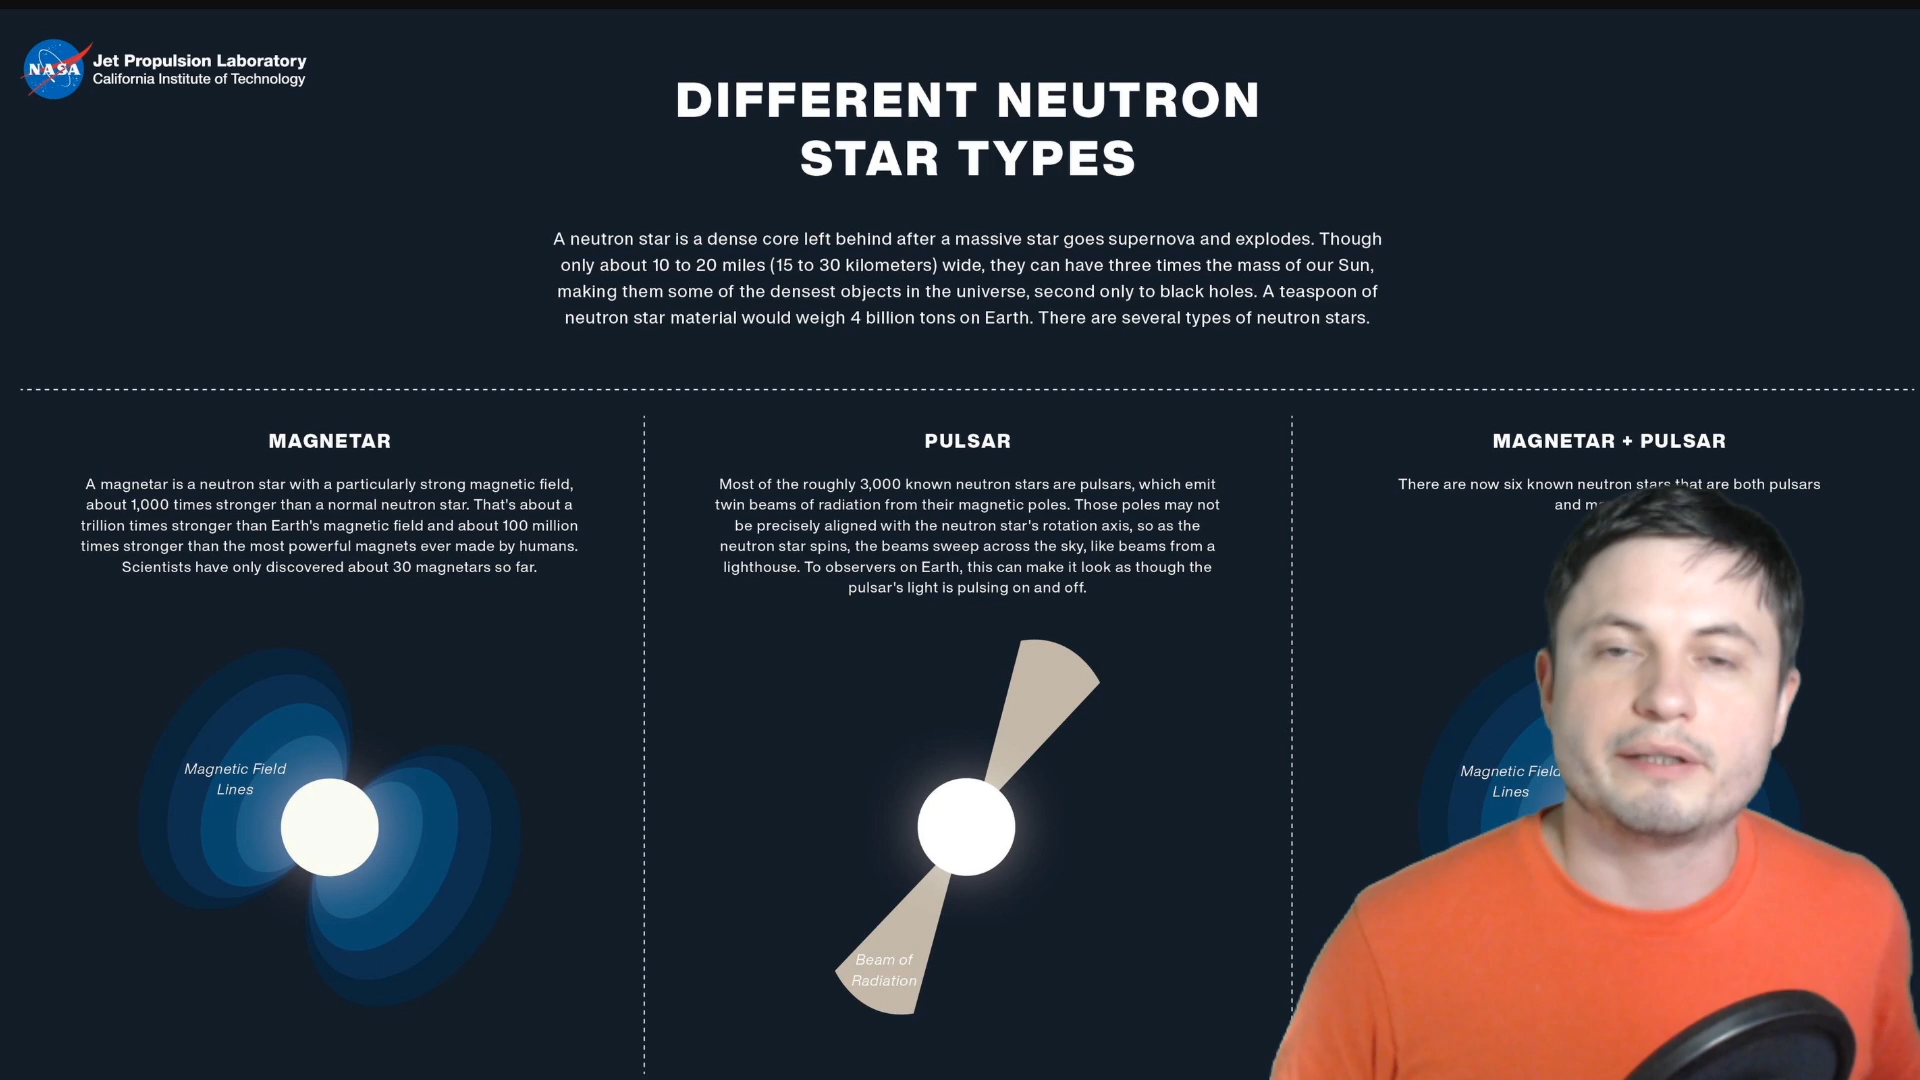 NASA
Jet Propulsion Laboratory
California Institute of Technology
DIFFERENT NEUTRON
STAR TYPES
A neutron star is a dense core left behind after a massive star goes supernova and explodes. Though
only about 10 to 20 miles (15 to 30 kilometers) wide, they can have three times the mass of our Sun,
making them some of the densest objects in the universe, second only to black holes. A teaspoon of
neutron star material would weigh 4 billion tons on Earth. There are several types of neutron stars.
MAGNETAR
A magnetar is a neutron star with a particularly strong magnetic field,
about 1,000 times stronger than a normal neutron star. That's about a
trillion times stronger than Earth's magnetic field and about 100 million
times stronger than the most powerful magnets ever made by humans.
Scientists have only discovered about 30 magnetars so far.
Magnetic Field
Lines
PULSAR
Most of the roughly 3,000 known neutron stars are pulsars, which emit
twin beams of radiation from their magnetic poles. Those poles may not
be precisely aligned with the neutron star's rotation axis, so as the
neutron star spins, the beams sweep across the sky, like beams from a
lighthouse. To observers on Earth, this can make it look as though the
pulsar's light is pulsing on and off.
Beam of
Radiation
MAGNETAR + PULSAR
There are now six known neutron stars that are both pulsars
and
Magnetic Field
Lines